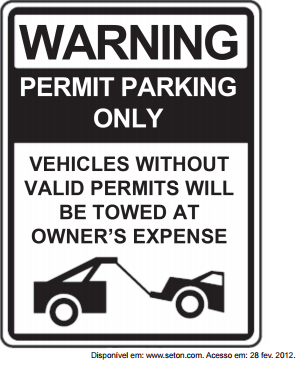 WARNING
PERMIT PARKING
ONLY
VEHICLES WITHOUT
VALID PERMITS WILL
BE TOWED AT
OWNER'S EXPENSE
Disponível em: www.seton.com. Acesso em: 28 fev. 2012.